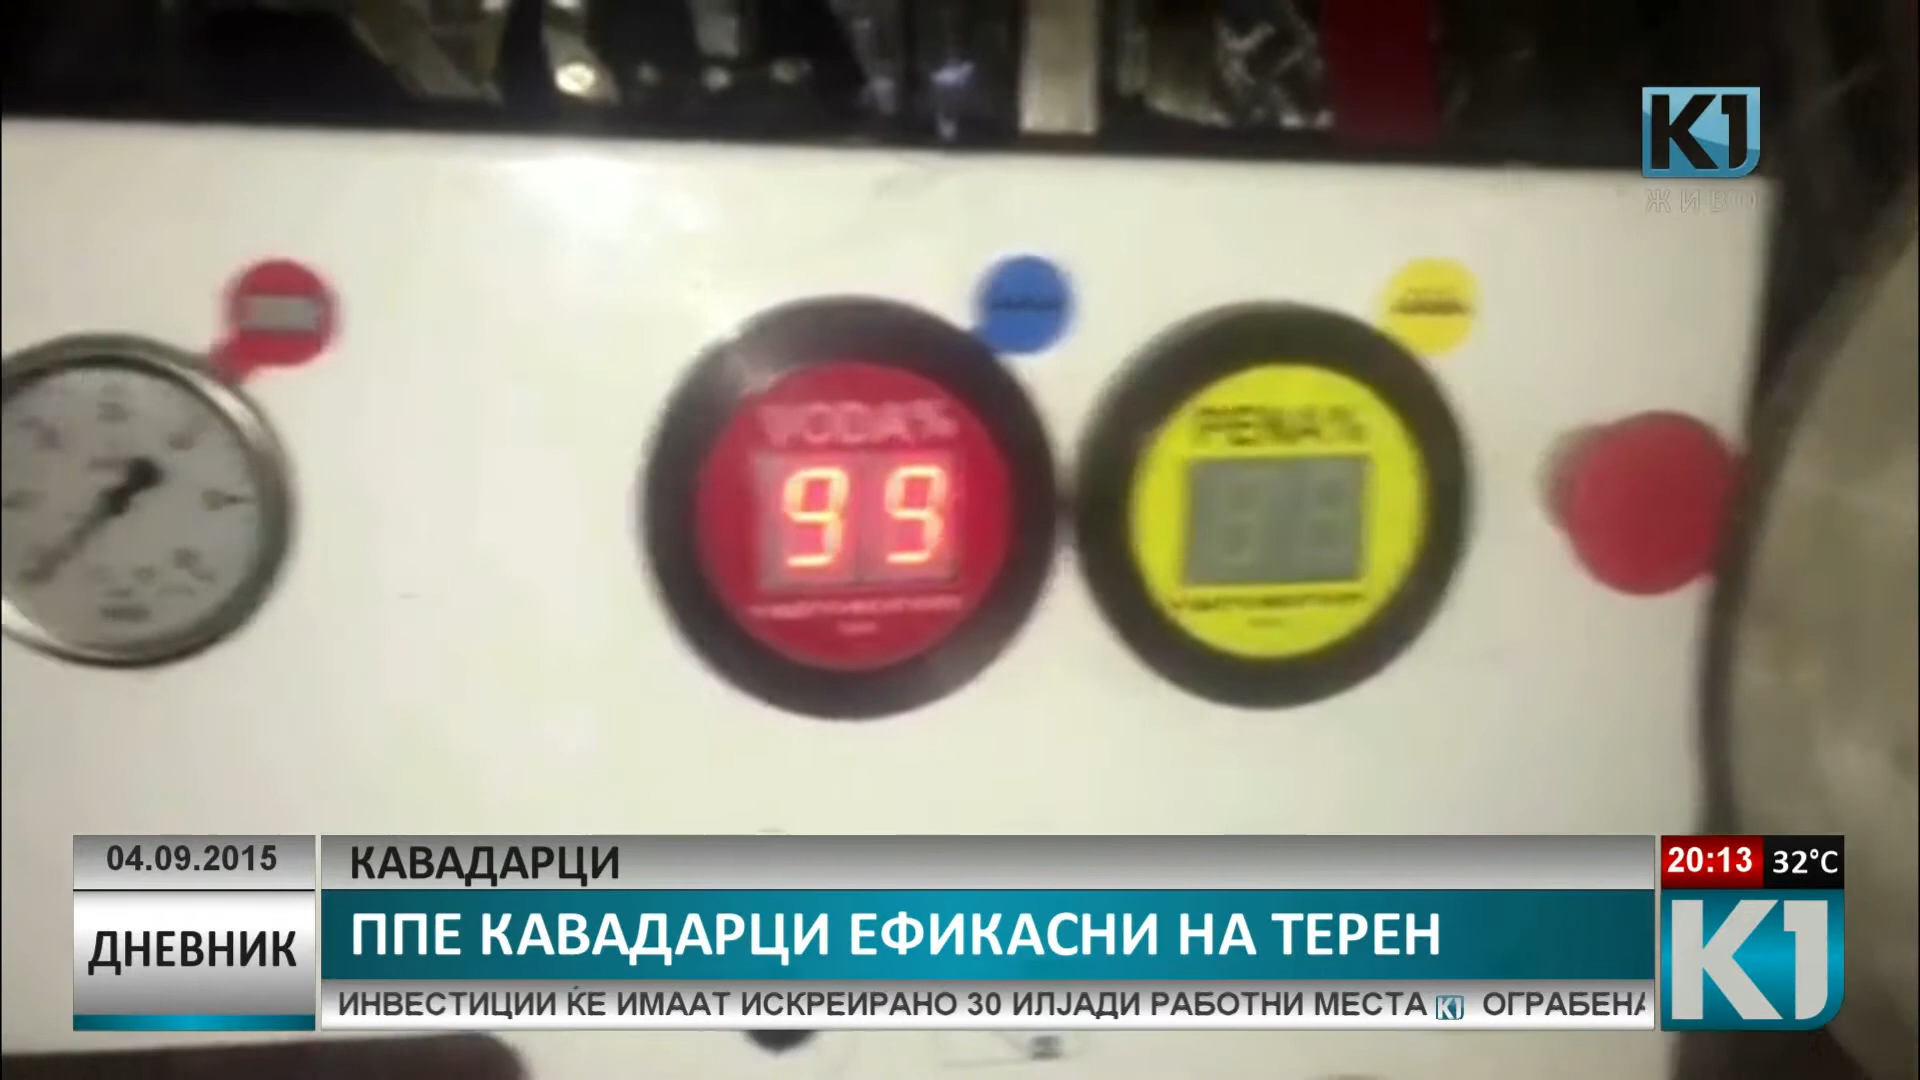 K1
ЖИВО
VODA%
99
PENA%
04.09.2015
КАВАДАРЦИ
20:13 32°C
ДНЕВНИК
ППЕ КАВАДАРЦИ ЕФИКАСНИ НА ТЕРЕН
K1
ИНВЕСТИЦИИ ЌЕ ИМААТ ИСКРЕИРАНО 30 ИЛЈАДИ РАБОТНИ МЕСТА K1 ОГРАБЕНА